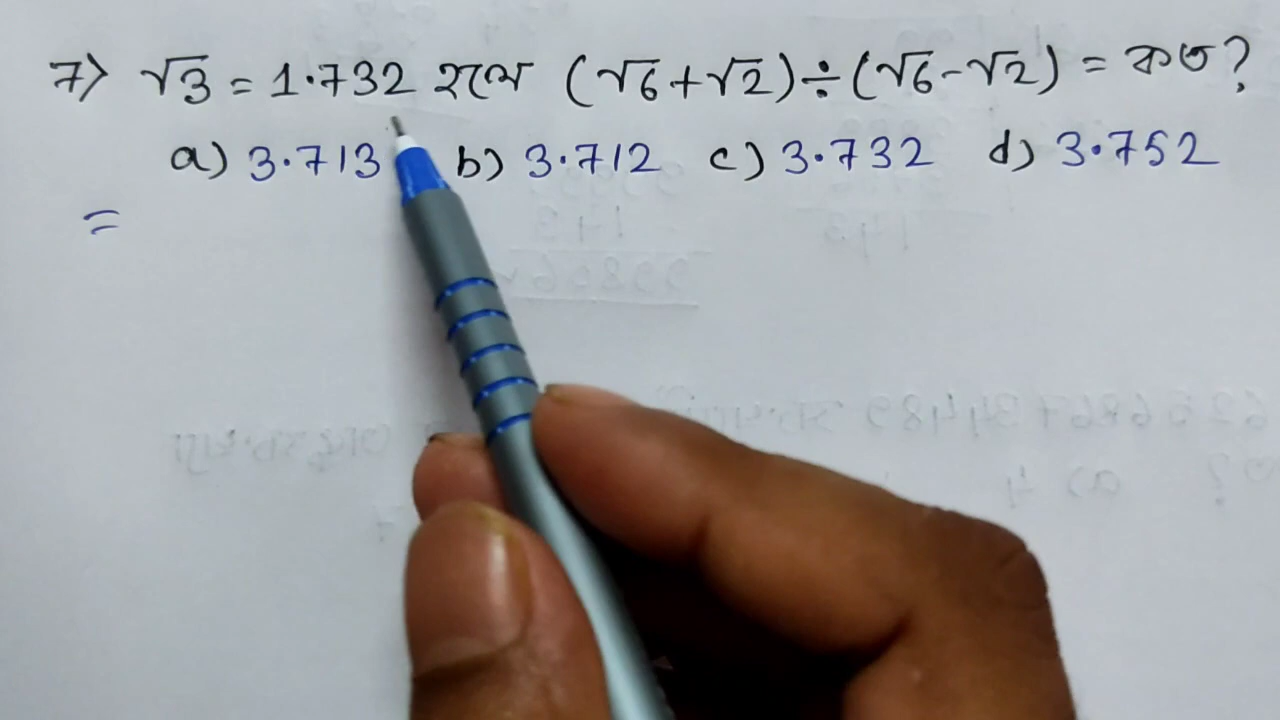 7) √3 = 1.732 হলে (√6+√2)÷(√6-√2) = কত?
a) 3.713 b) 3.712 c) 3.732 d) 3.752
=